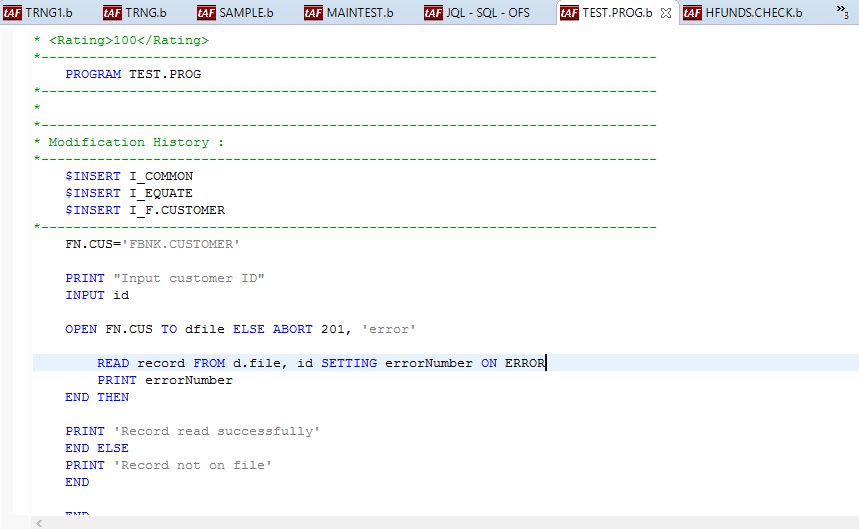 tAF TRNG1.b tAF TRNG.b tAF SAMPLE.b tAF MAINTEST.b tAF JQL - SQL - OFS tAF TEST.PROG.b tAF HFUNDS.CHECK.b »3
* <Rating>100</Rating>
*-----------------------------------------------------------------------------
PROGRAM TEST.PROG
*-----------------------------------------------------------------------------
*
*-----------------------------------------------------------------------------
* Modification History :
*-----------------------------------------------------------------------------
$INSERT I_COMMON
$INSERT I_EQUATE
$INSERT I_F.CUSTOMER
*-----------------------------------------------------------------------------
FN.CUS='FBNK.CUSTOMER'
PRINT "Input customer ID"
INPUT id
OPEN FN.CUS TO dfile ELSE ABORT 201, 'error'
READ record FROM d.file, id SETTING errorNumber ON ERROR
PRINT errorNumber
END THEN
PRINT 'Record read successfully'
END ELSE
PRINT 'Record not on file'
END
END